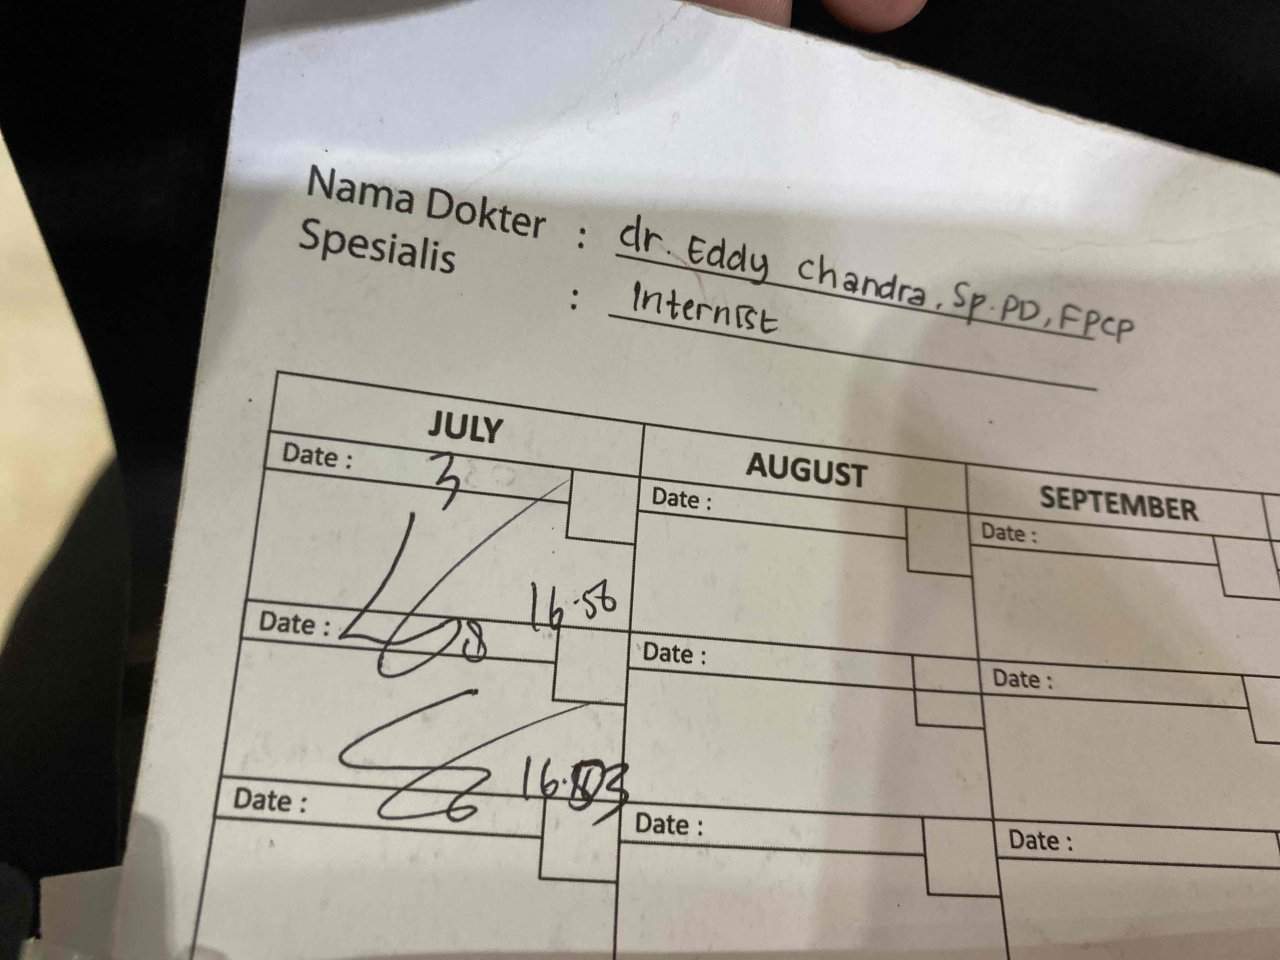 Nama Dokter : dr. Eddy Chandra, Sp.PD, FPCP
Spesialis : Internist
JULY AUGUST SEPTEMBER
Date : 3 Date : Date :
16.56
Date : 8 Date : Date :
16.03
Date : Date : Date :